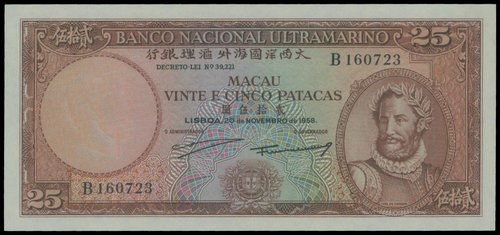 伍拾貳 BANCO NACIONAL ULTRAMARINO 25
行銀理滙外海國洋西大
DECRETO-LEI Nº 39,221
B 160723
MACAU
VINTE E CINCO PATACAS
圓伍拾貳
LISBOA, 20 de NOVEMBRO de 1958.
O ADMINISTRADOR O GOVERNADOR
B 160723
25 伍拾貳